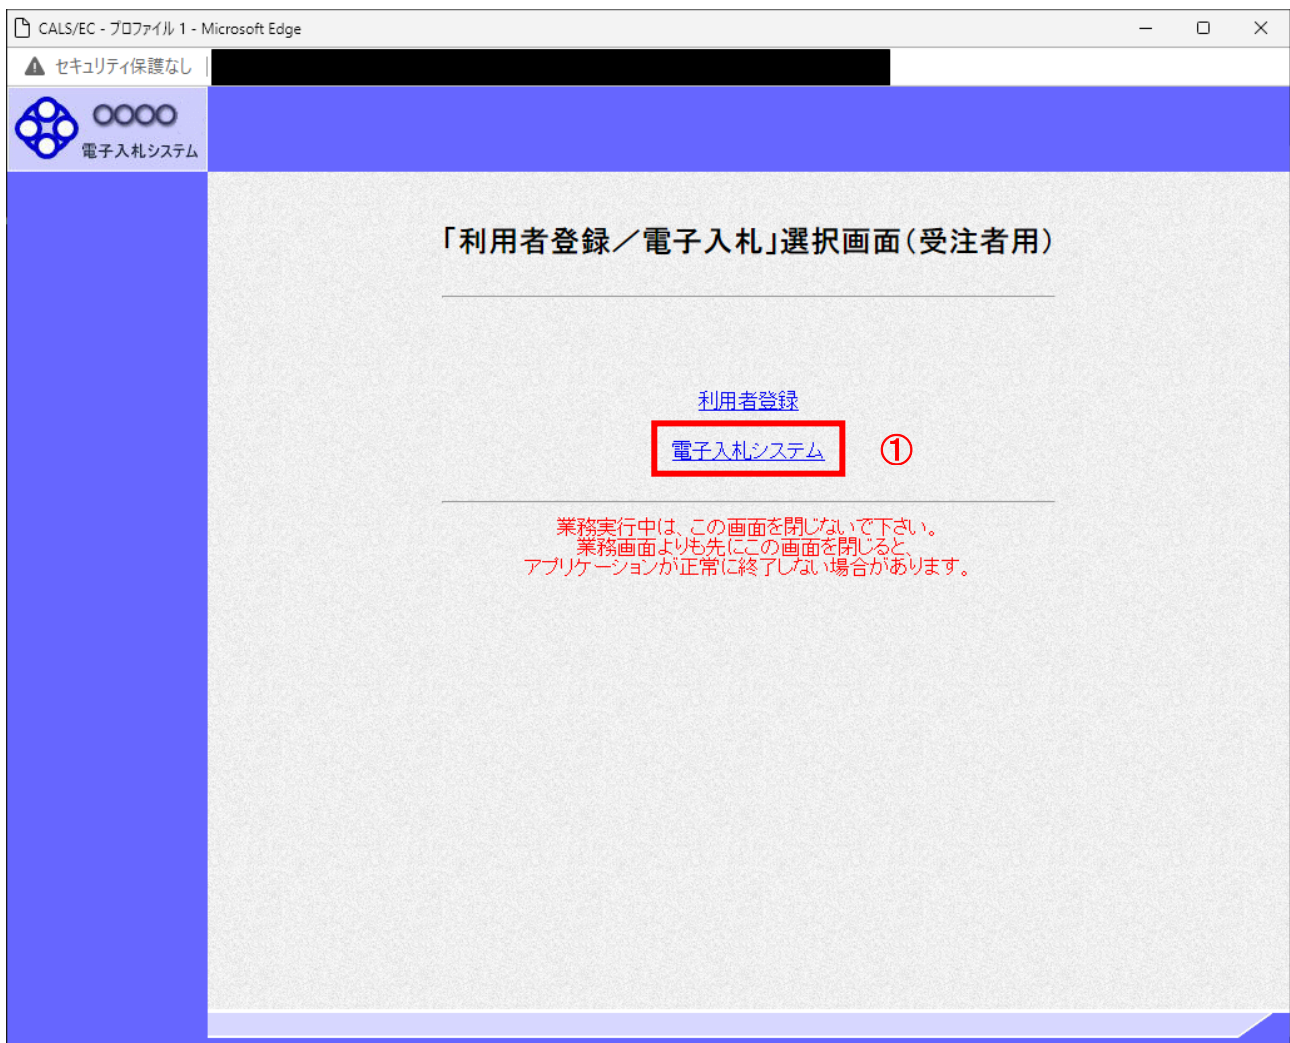 CALS/EC - プロファイル 1 - Microsoft Edge
セキュリティ保護なし
○○○○
電子入札システム
「利用者登録／電子入札」選択画面（受注者用）
利用者登録
電子入札システム ①
業務実行中は、この画面を閉じないで下さい。
業務画面よりも先にこの画面を閉じると、
アプリケーションが正常に終了しない場合があります。